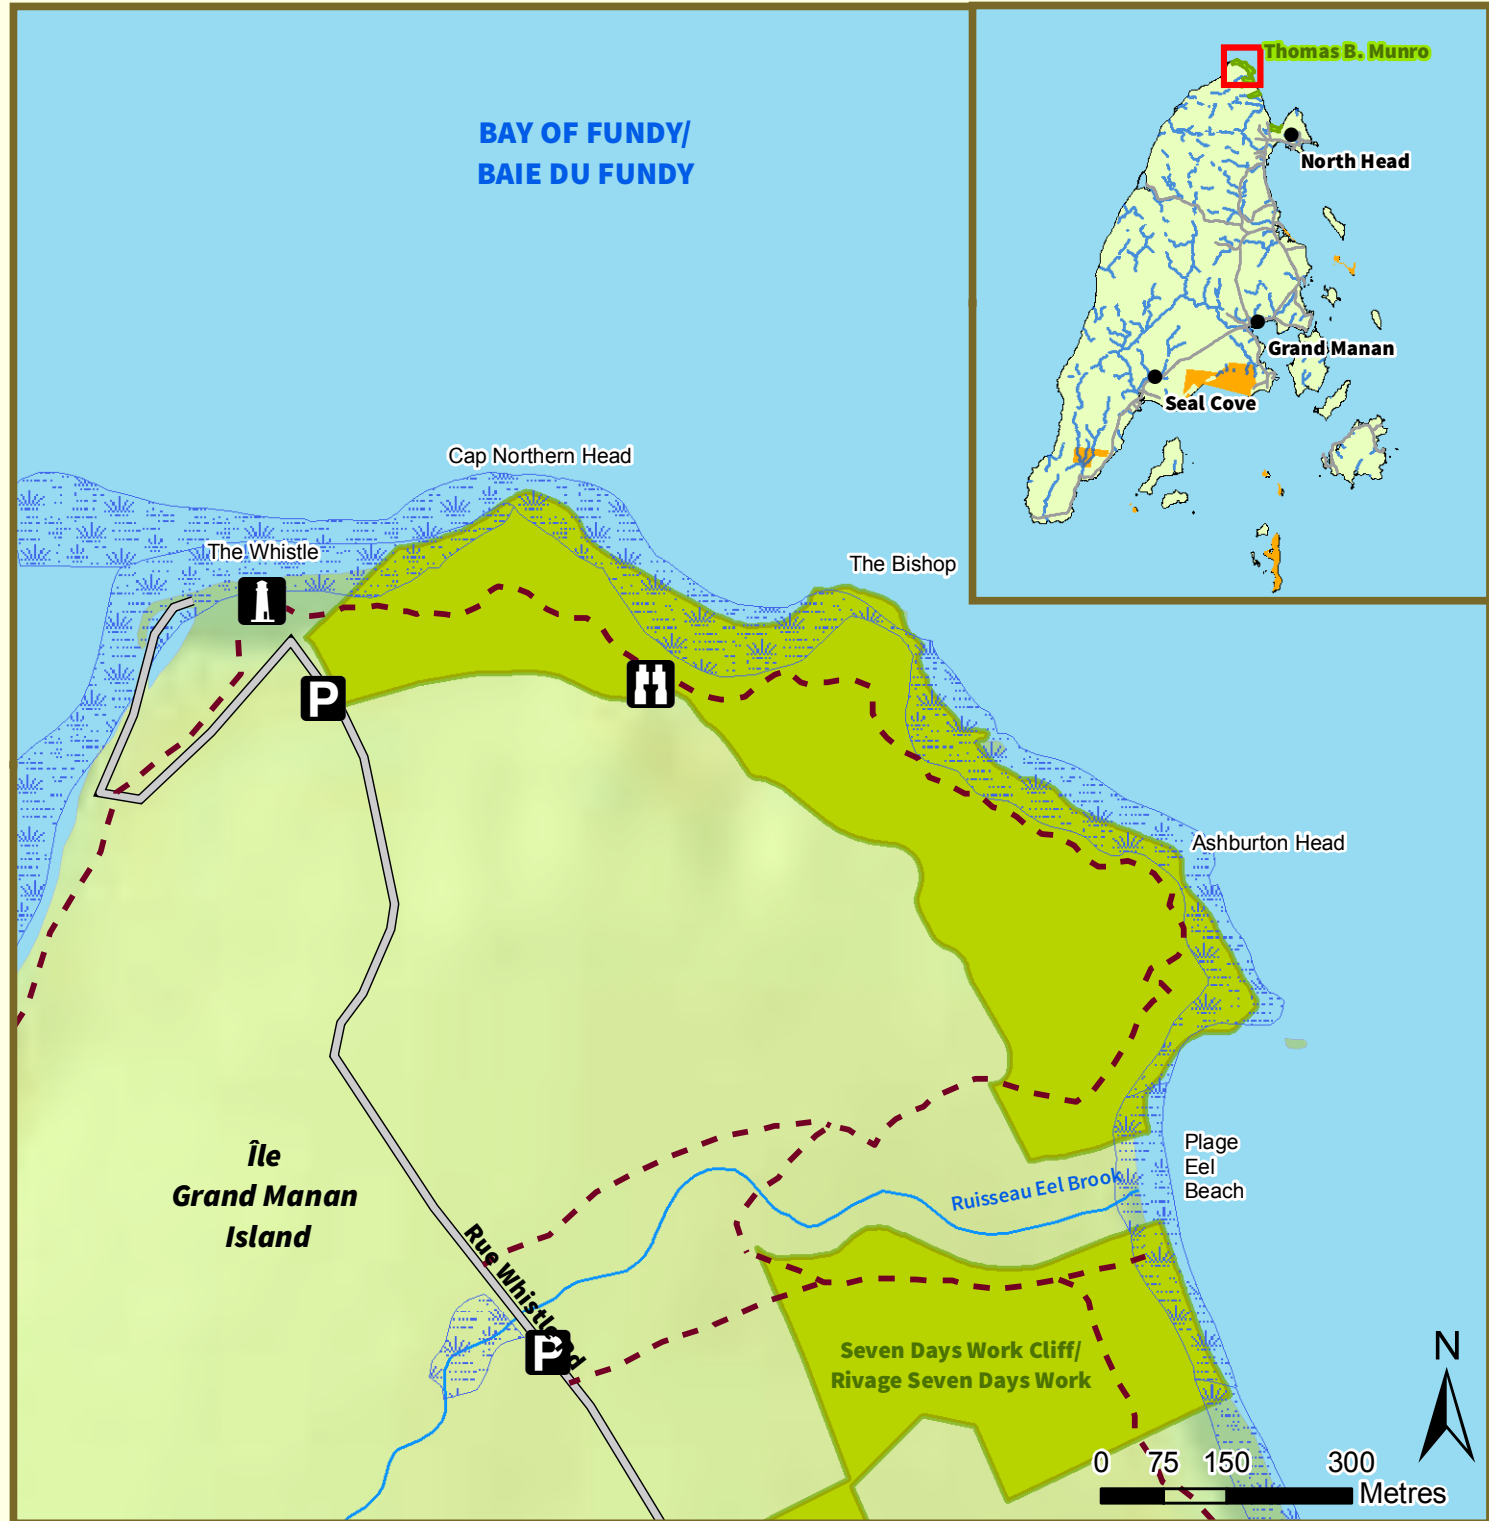 Thomas B. Munro
North Head
Grand Manan
Seal Cove
BAY OF FUNDY/
BAIE DU FUNDY
Cap Northern Head
The Whistle
The Bishop
Ashburton Head
P
Plage
Eel
Beach
Île
Grand Manan
Island
Ruisseau Eel Brook
Rue Whistle
P
Seven Days Work Cliff/
Rivage Seven Days Work
N
0 75 150 300
Metres